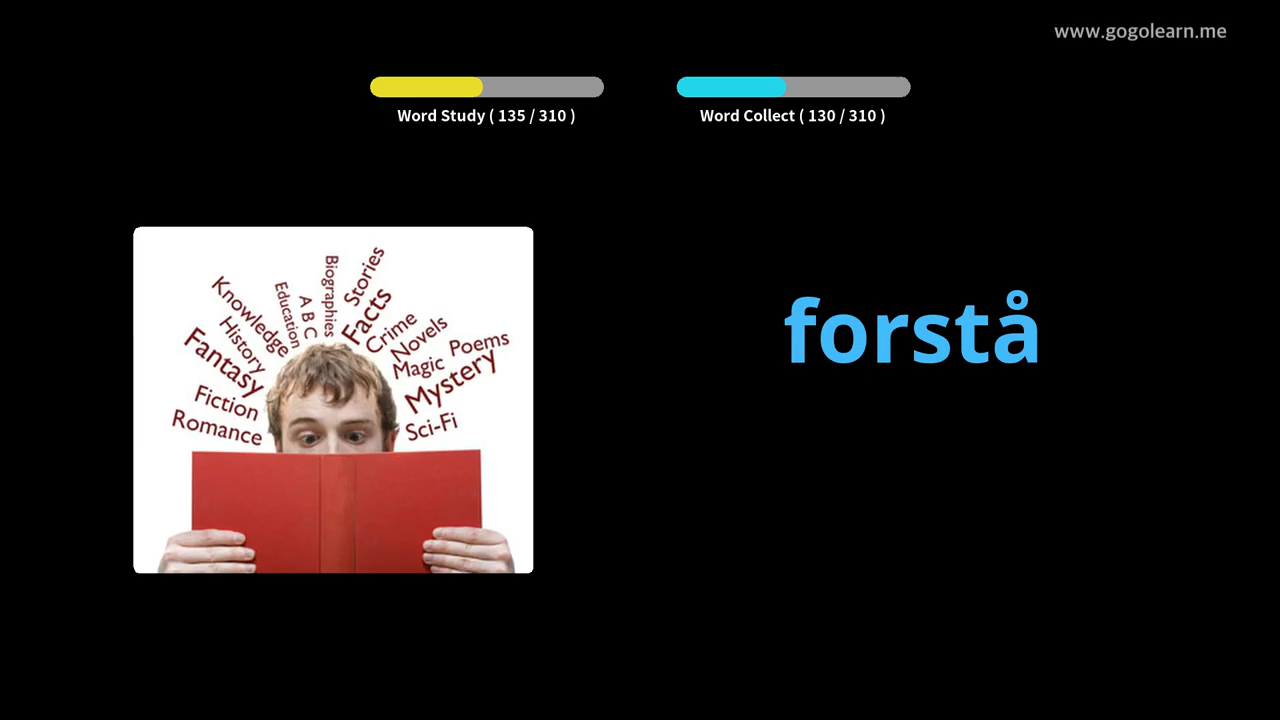 www.gogolearn.me
Word Study ( 135 / 310 )
Word Collect ( 130 / 310 )
forstå
Romance
Fiction
Fantasy
History
Knowledge
Education
A B C
Biographies
Stories
Facts
Crime
Novels
Magic
Poems
Mystery
Sci-Fi